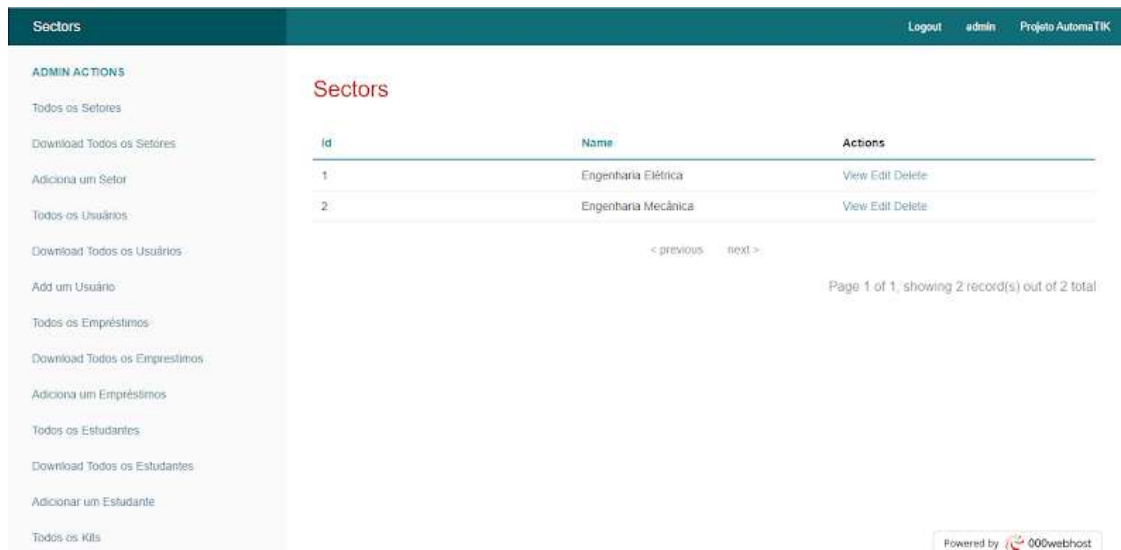 Sectors
Logout admin Projeto AutomaTIK
ADMIN ACTIONS
Todos os Setores
Download Todos os Setores
Adiciona um Setor
Todos os Usuários
Download Todos os Usuários
Add um Usuário
Todos os Empréstimos
Download Todos os Emprestimos
Adiciona um Empréstimos
Todos os Estudantes
Download Todos os Estudantes
Adicionar um Estudante
Todos os Kits
Sectors
Id Name Actions
1 Engenharia Elétrica View Edit Delete
2 Engenharia Mecânica View Edit Delete
< previous next >
Page 1 of 1, showing 2 record(s) out of 2 total
Powered by 000webhost